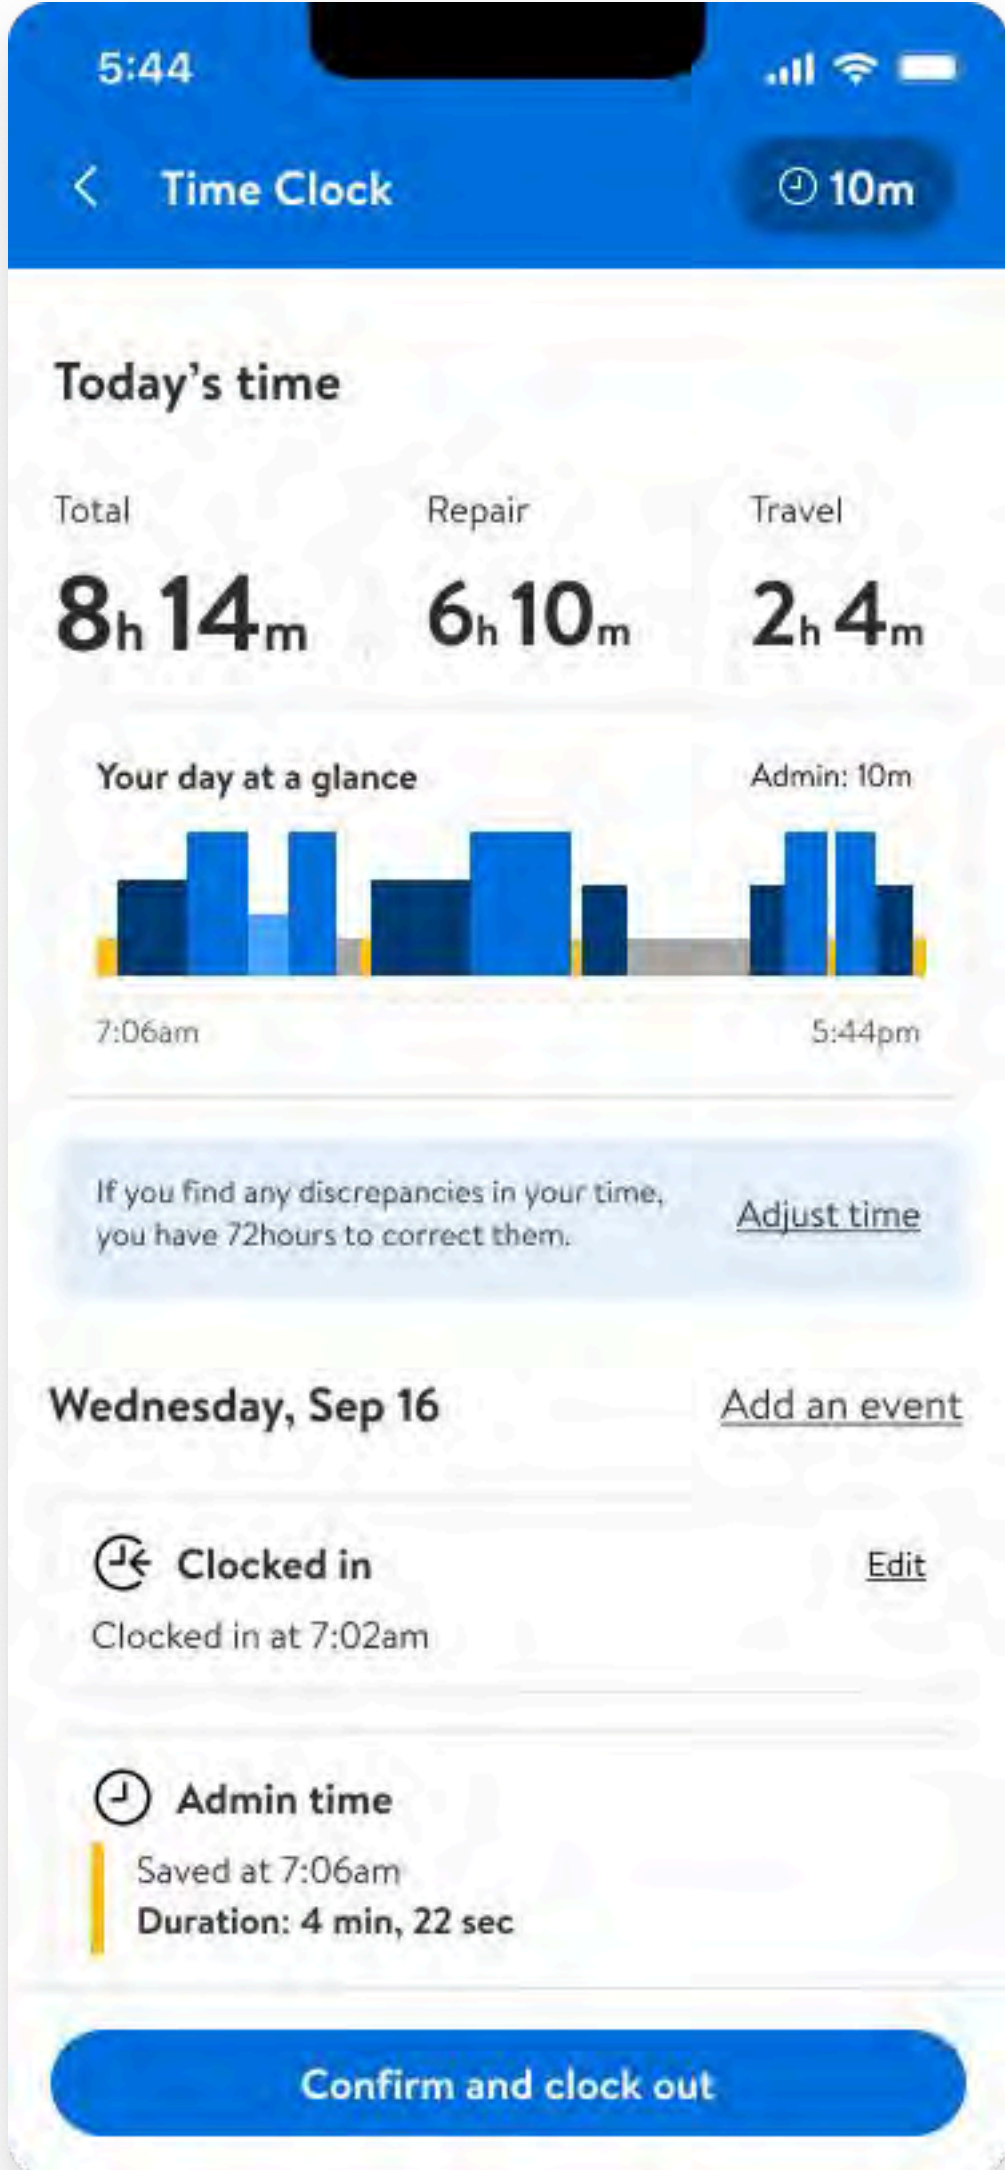 5:44
Time Clock
10m
Today's time
Total
Repair
Travel
8h 14m
6h 10m
2h 4m
Your day at a glance
Admin: 10m
7:06am
5:44pm
If you find any discrepancies in your time,
you have 72hours to correct them.
Adjust time
Wednesday, Sep 16
Add an event
Clocked in
Edit
Clocked in at 7:02am
Admin time
Saved at 7:06am
Duration: 4 min, 22 sec
Confirm and clock out